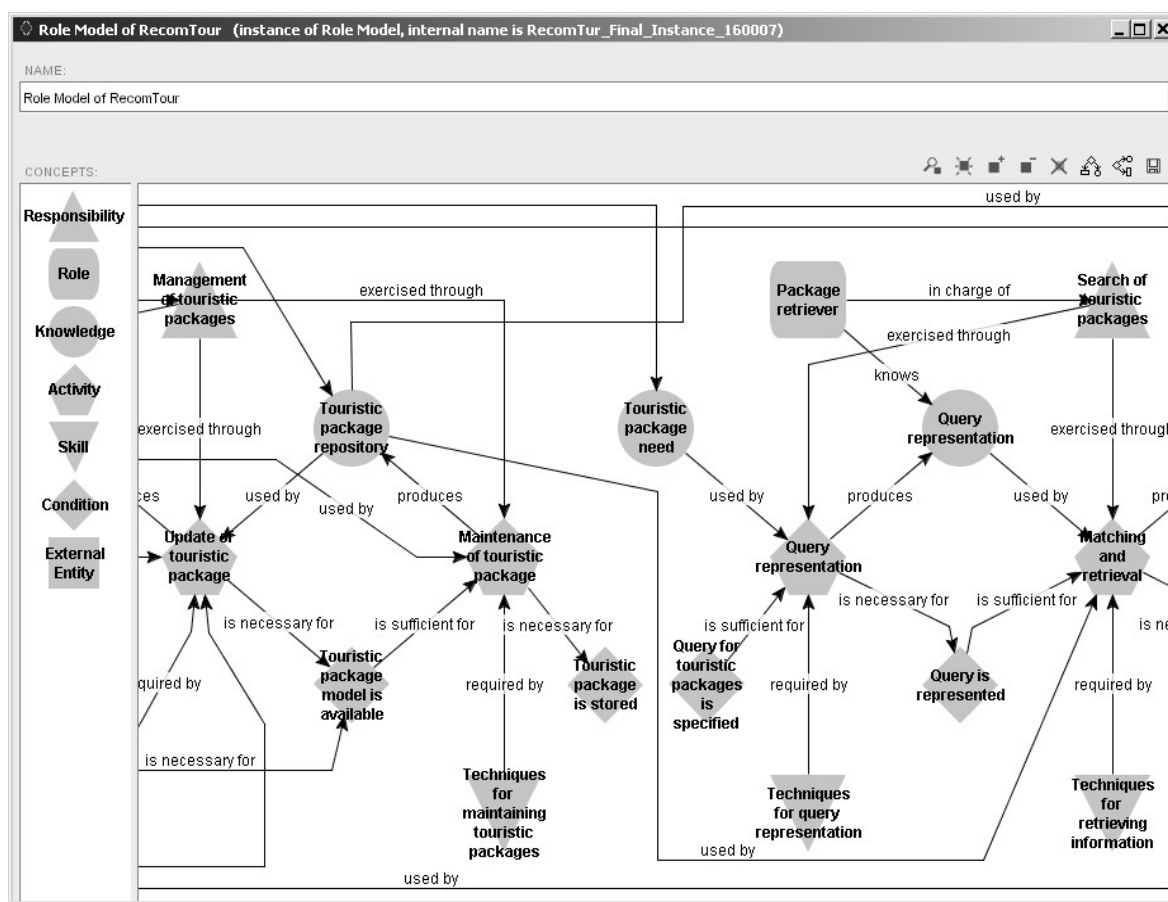 Role Model of RecomTour (instance of Role Model, internal name is RecomTur_Final_Instance_160007)
NAME:
Role Model of RecomTour
CONCEPTS:
Responsibility
Role
Knowledge
Activity
Skill
Condition
External
Entity
used by
Management
of touristic
packages
exercised through
Package
retriever
in charge of
Search of
touristic
packages
exercised through
knows
Touristic
package
repository
Touristic
package
need
Query
representation
exercised through
exercised through
used by
used by
produces
used by
produces
used by
Update of
touristic
package
Maintenance
of touristic
package
Query
representation
Matching
and
retrieval
is necessary for
is sufficient for
is necessary for
is sufficient for
is necessary for
is sufficient for
Touristic
package
model is
available
Touristic
package
is stored
Query for
touristic
packages
is
specified
Query is
represented
quired by
required by
required by
required by
is necessary for
Techniques
for
maintaining
touristic
packages
Techniques
for query
representation
Techniques
for
retrieving
information
used by
used by